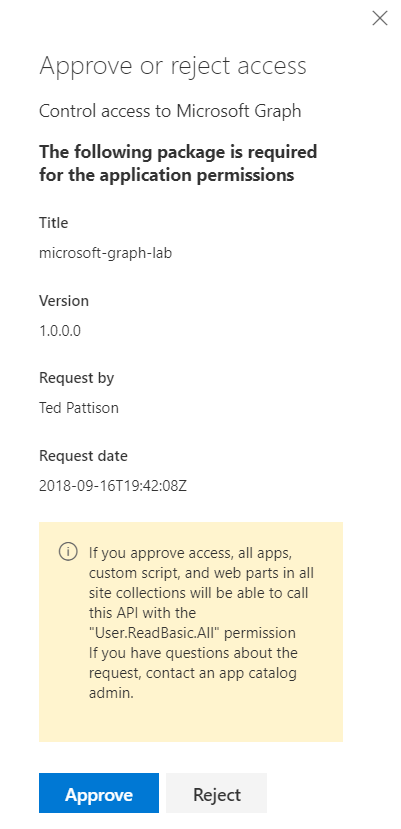 Approve or reject access
Control access to Microsoft Graph
The following package is required
for the application permissions
Title
microsoft-graph-lab
Version
1.0.0.0
Request by
Ted Pattison
Request date
2018-09-16T19:42:08Z
If you approve access, all apps,
custom script, and web parts in all
site collections will be able to call
this API with the
"User.ReadBasic.All" permission
If you have questions about the
request, contact an app catalog
admin.
Approve
Reject